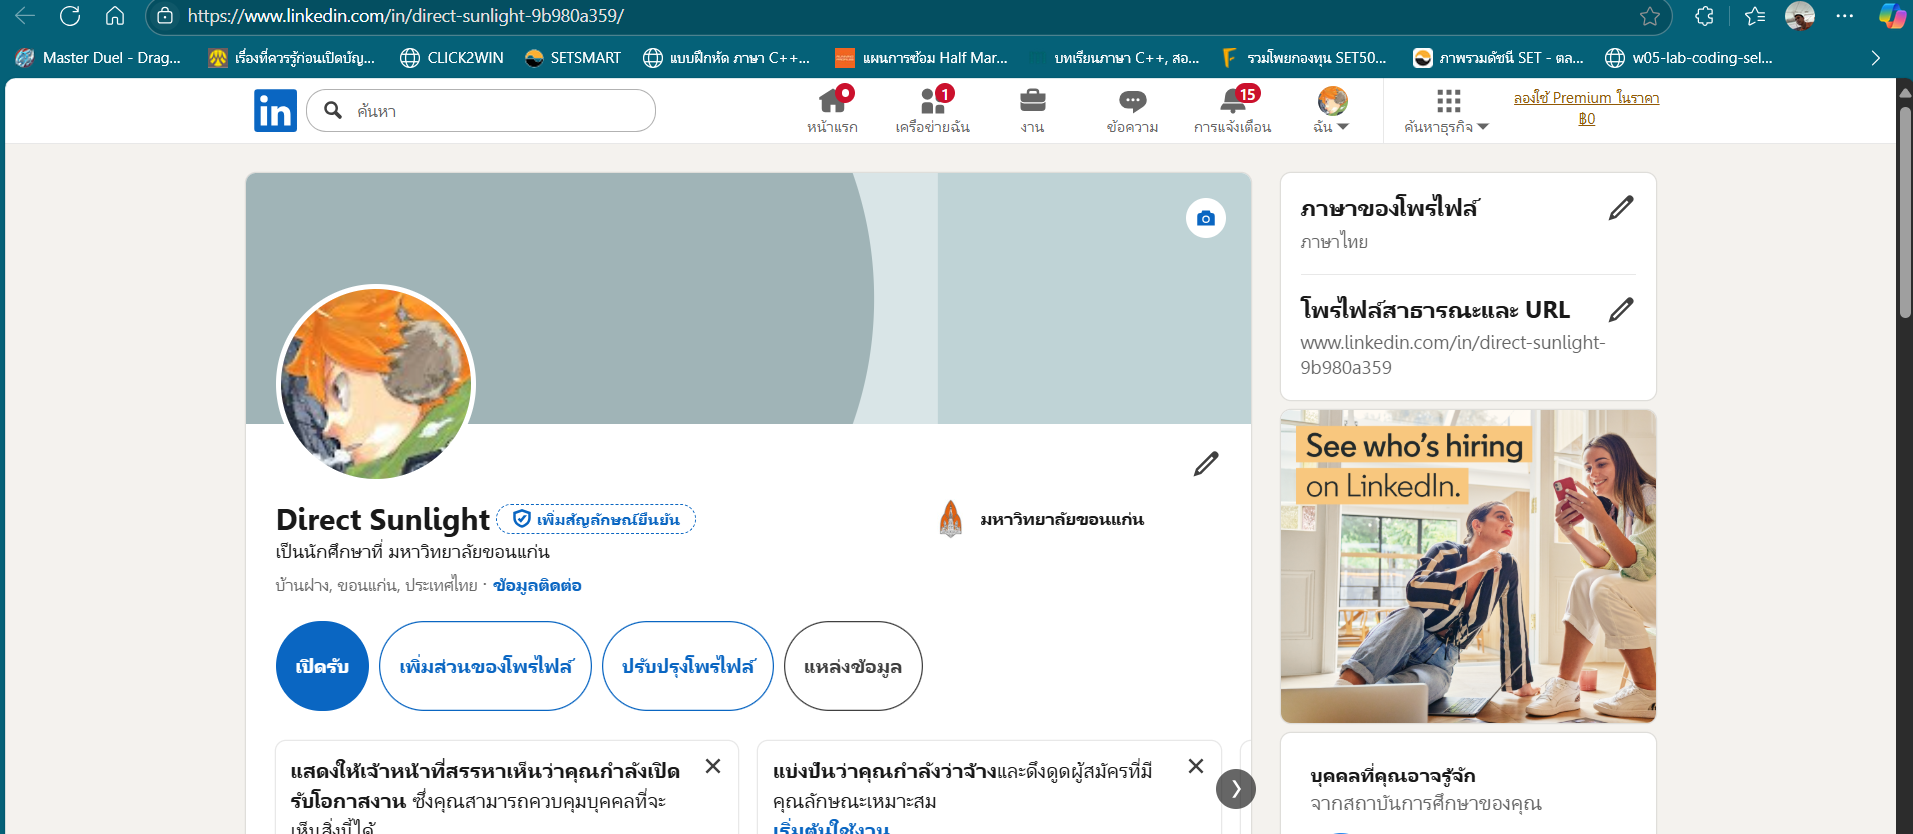 https://www.linkedin.com/in/direct-sunlight-9b980a359/
Master Duel - Drag...
เรื่องที่ควรรู้ก่อนเปิดบัญ...
CLICK2WIN
SETSMART
แบบฝึกหัด ภาษา C++...
แผนการซ้อม Half Mar...
บทเรียนภาษา C++, สอ...
รวมโพยกองทุน SET50...
ภาพรวมดัชนี SET - ตล...
w05-lab-coding-sel...
in
ค้นหา
หน้าแรก
1
เครือข่ายฉัน
งาน
ข้อความ
15
การแจ้งเตือน
ฉัน
ค้นหาธุรกิจ
ลองใช้ Premium ในราคา
฿0
Direct Sunlight
เพิ่มสัญลักษณ์ยืนยัน
เป็นนักศึกษาที่ มหาวิทยาลัยขอนแก่น
บ้านฝาง, ขอนแก่น, ประเทศไทย · ข้อมูลติดต่อ
มหาวิทยาลัยขอนแก่น
เปิดรับ
เพิ่มส่วนของโพรไฟล์
ปรับปรุงโพรไฟล์
แหล่งข้อมูล
แสดงให้เจ้าหน้าที่สรรหาเห็นว่าคุณกำลังเปิด
รับโอกาสงาน ซึ่งคุณสามารถควบคุมบุคคลที่จะ
เห็นสิ่งนี้ได้
แบ่งปันว่าคุณกำลังว่าจ้างและดึงดูดผู้สมัครที่มี
คุณลักษณะเหมาะสม
เริ่มต้นใช้งาน
ภาษาของโพรไฟล์
ภาษาไทย
โพรไฟล์สาธารณะและ URL
www.linkedin.com/in/direct-sunlight-
9b980a359
See who's hiring
on LinkedIn.
บุคคลที่คุณอาจรู้จัก
จากสถาบันการศึกษาของคุณ